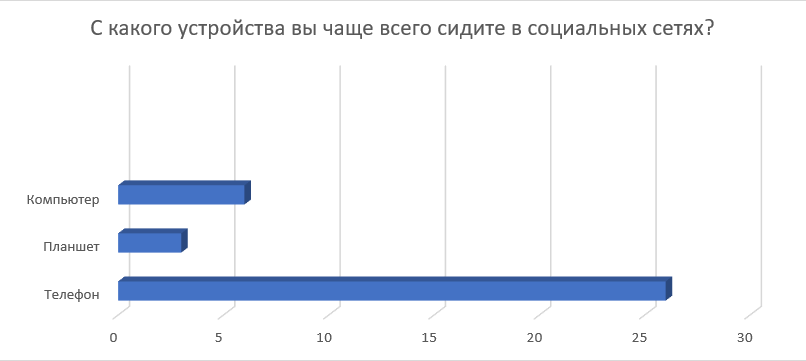 С какого устройства вы чаще всего сидите в социальных сетях?
Компьютер
Планшет
Телефон
0 5 10 15 20 25 30